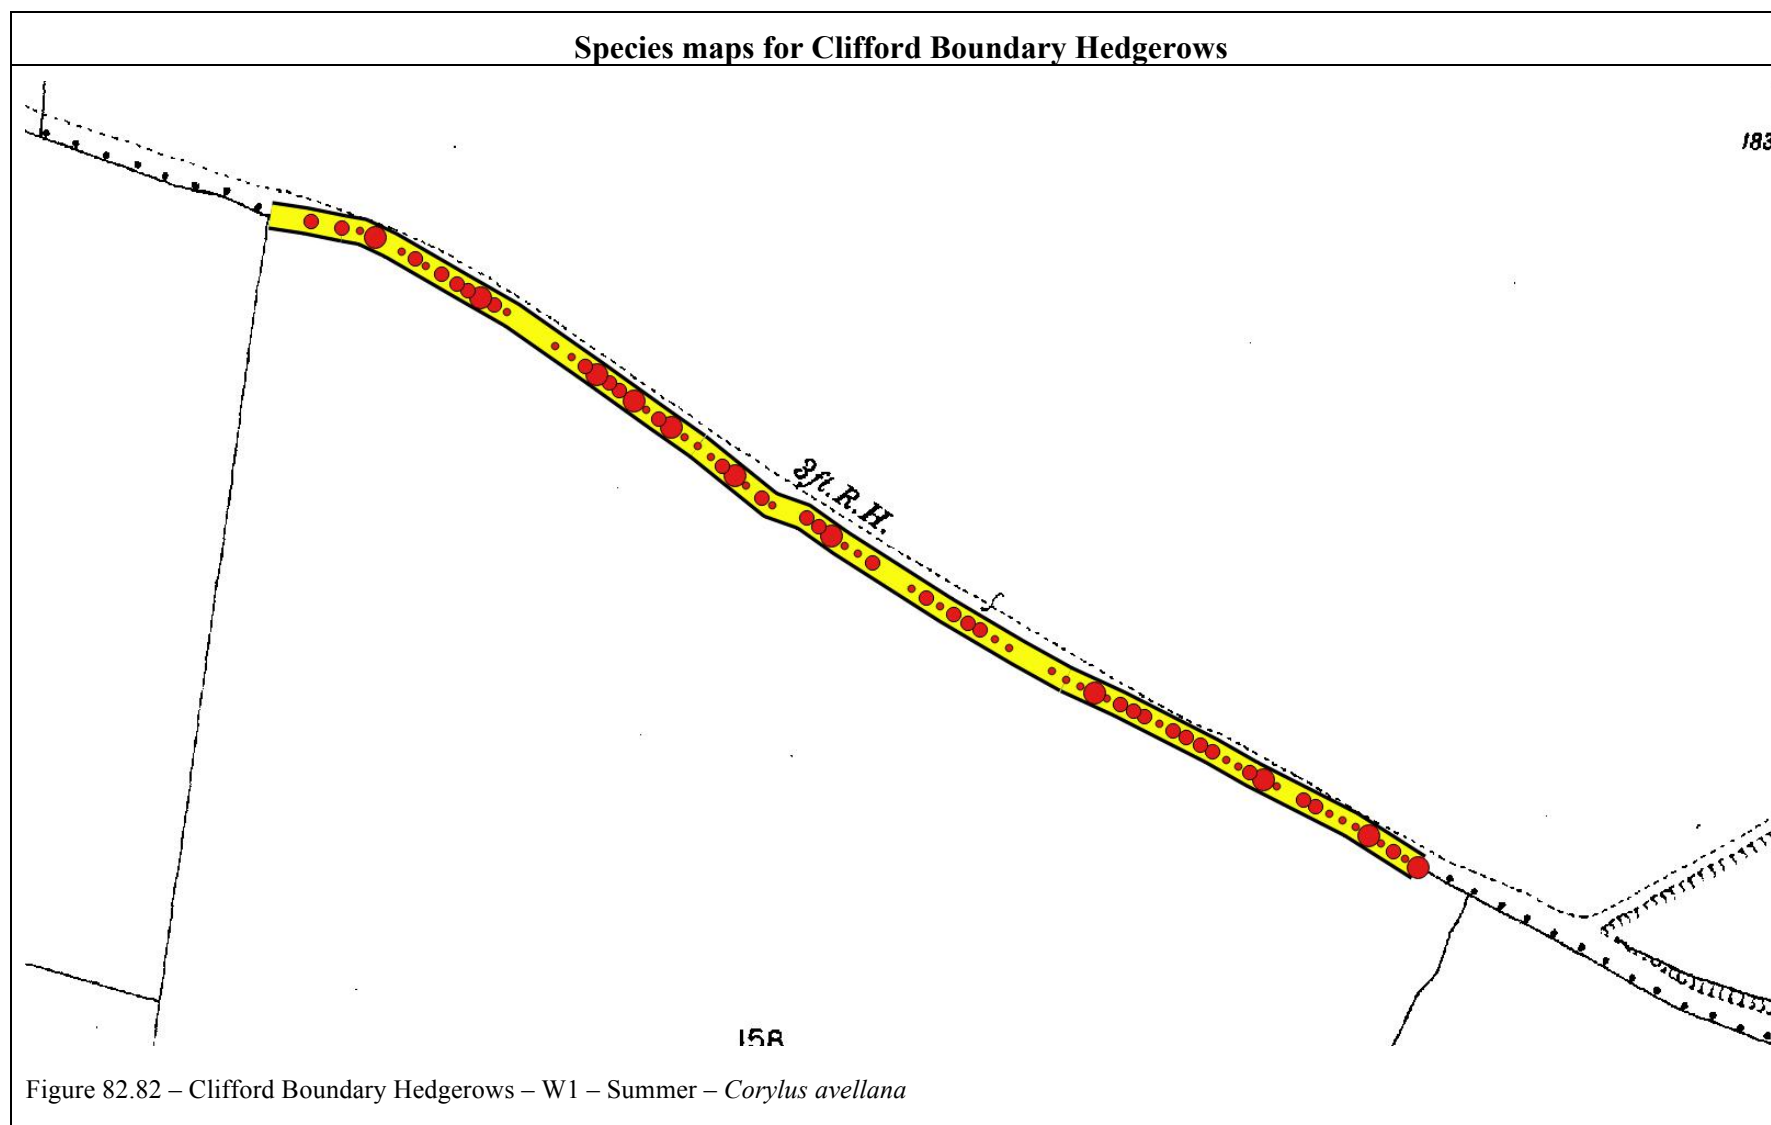 Species maps for Clifford Boundary Hedgerows
183
3ft. R. H.
158
Figure 82.82 – Clifford Boundary Hedgerows – W1 – Summer – Corylus avellana